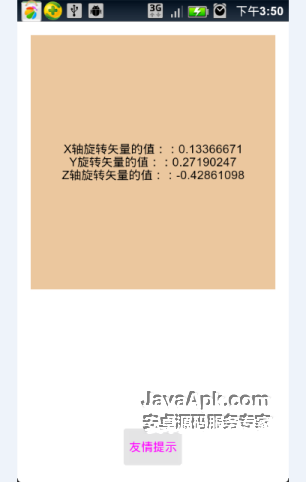 3G
下午3:50
X轴旋转矢量的值：：0.13366671
Y旋转矢量的值：：0.27190247
Z轴旋转矢量的值：：-0.42861098
JavaApk.com
安卓源码服务专家
友情提示